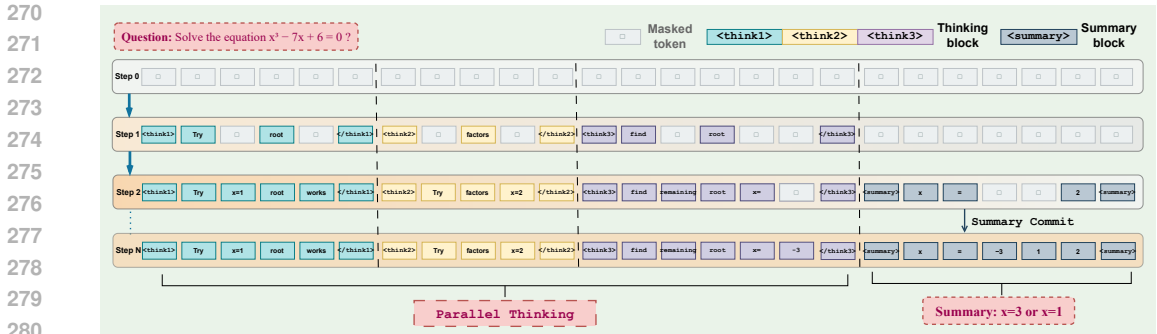 270
271
272
273
274
275
276
277
278
279
280
Question: Solve the equation x³ − 7x + 6 = 0 ?
Masked token
<think1> <think2> <think3>
Thinking block
<summary>
Summary block
Step 0
Step 1 <think1> Try root </think1> <think2> factors </think2> <think3> find root </think3>
Step 2 <think1> Try x=1 root works </think1> <think2> Try factors x=2 </think2> <think3> find remaining root x= </think3> <summary> x = 2 <summary>
Summary Commit
Step N <think1> Try x=1 root works </think1> <think2> Try factors x=2 </think2> <think3> find remaining root x= -3 </think3> <summary> x = -3 1 2 <summary>
Parallel Thinking
Summary: x=3 or x=1